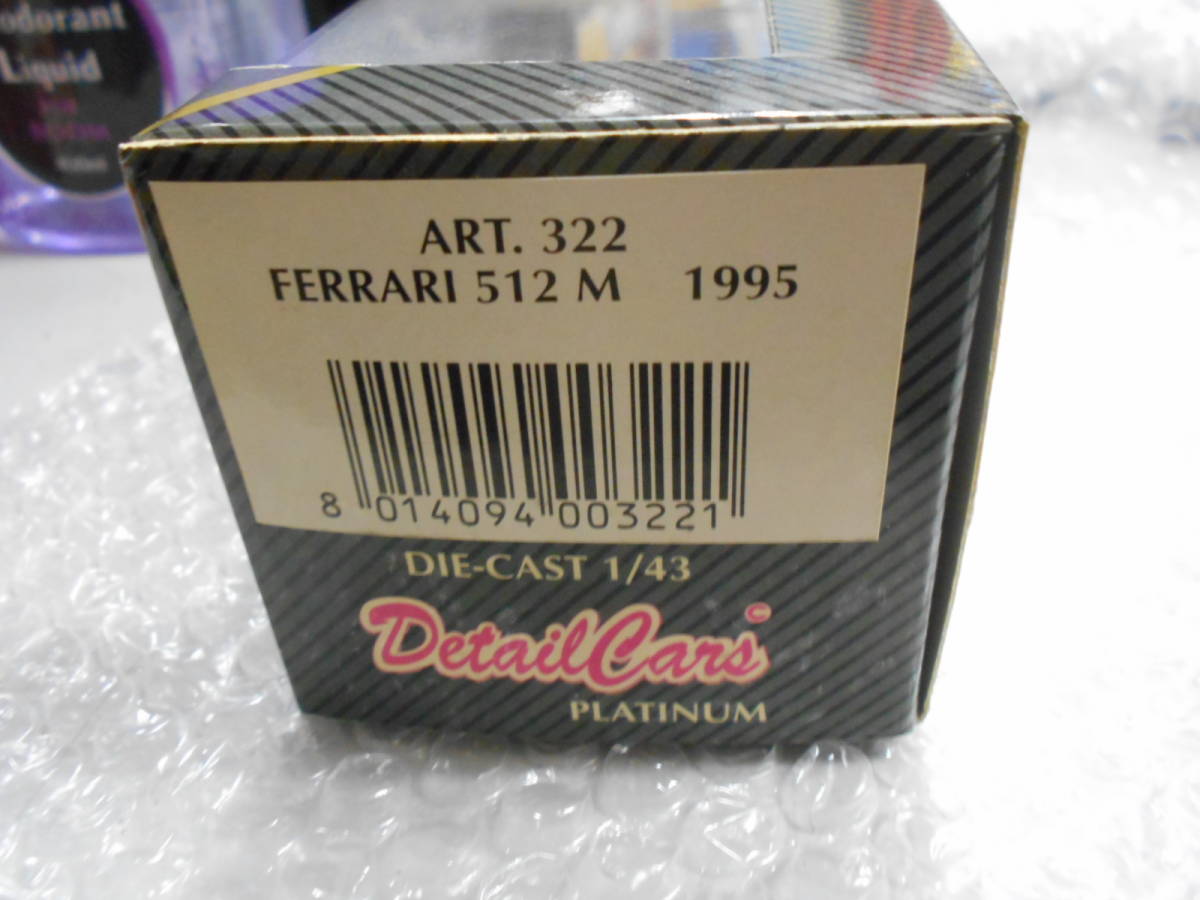 odorant
Liquid
ART. 322
FERRARI 512 M 1995
8 014094 003221
DIE-CAST 1/43
DetailCars ©
PLATINUM